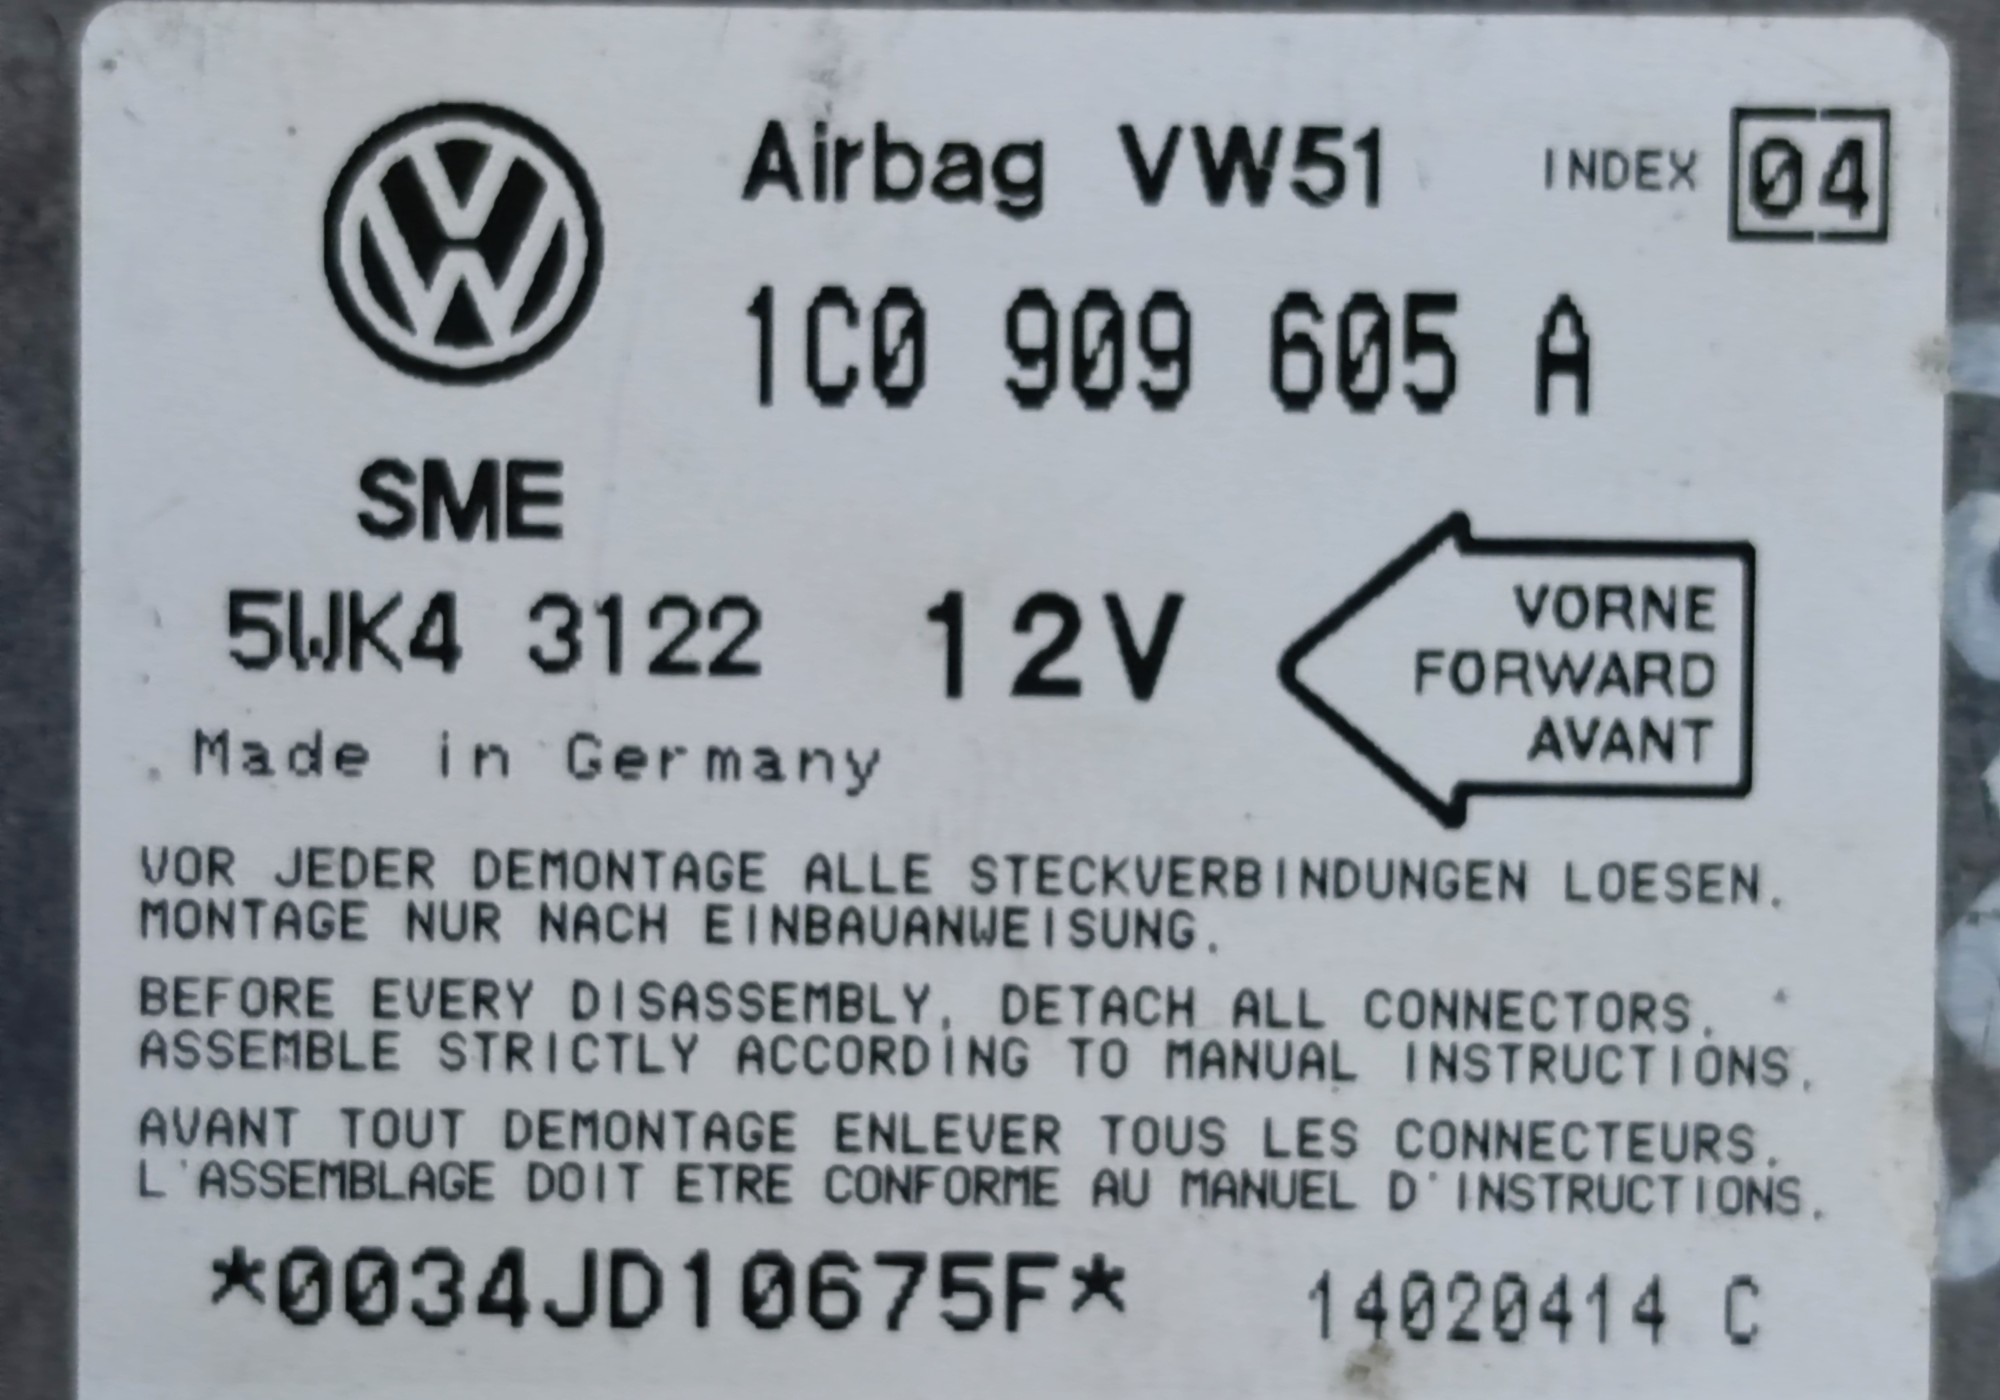 Airbag VW51 INDEX 04
1C0 909 605 A
SME
5WK4 3122 12V
VORNE
FORWARD
AVANT
Made in Germany
VOR JEDER DEMONTAGE ALLE STECKVERBINDUNGEN LOESEN.
MONTAGE NUR NACH EINBAUANWEISUNG.
BEFORE EVERY DISASSEMBLY, DETACH ALL CONNECTORS.
ASSEMBLE STRICTLY ACCORDING TO MANUAL INSTRUCTIONS.
AVANT TOUT DEMONTAGE ENLEVER TOUS LES CONNECTEURS.
L'ASSEMBLAGE DOIT ETRE CONFORME AU MANUEL D'INSTRUCTIONS.
*0034JD10675F* 14020414 C